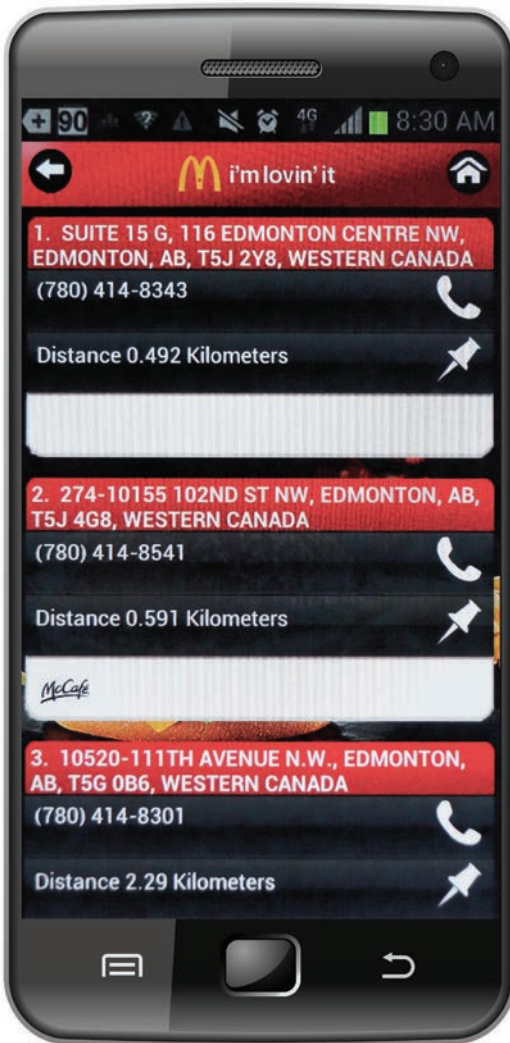 90 4G 8:30 AM
i'm lovin' it
1. SUITE 15 G, 116 EDMONTON CENTRE NW,
EDMONTON, AB, T5J 2Y8, WESTERN CANADA
(780) 414-8343
Distance 0.492 Kilometers
2. 274-10155 102ND ST NW, EDMONTON, AB,
T5J 4G8, WESTERN CANADA
(780) 414-8541
Distance 0.591 Kilometers
McCafé
3. 10520-111TH AVENUE N.W., EDMONTON,
AB, T5G 0B6, WESTERN CANADA
(780) 414-8301
Distance 2.29 Kilometers